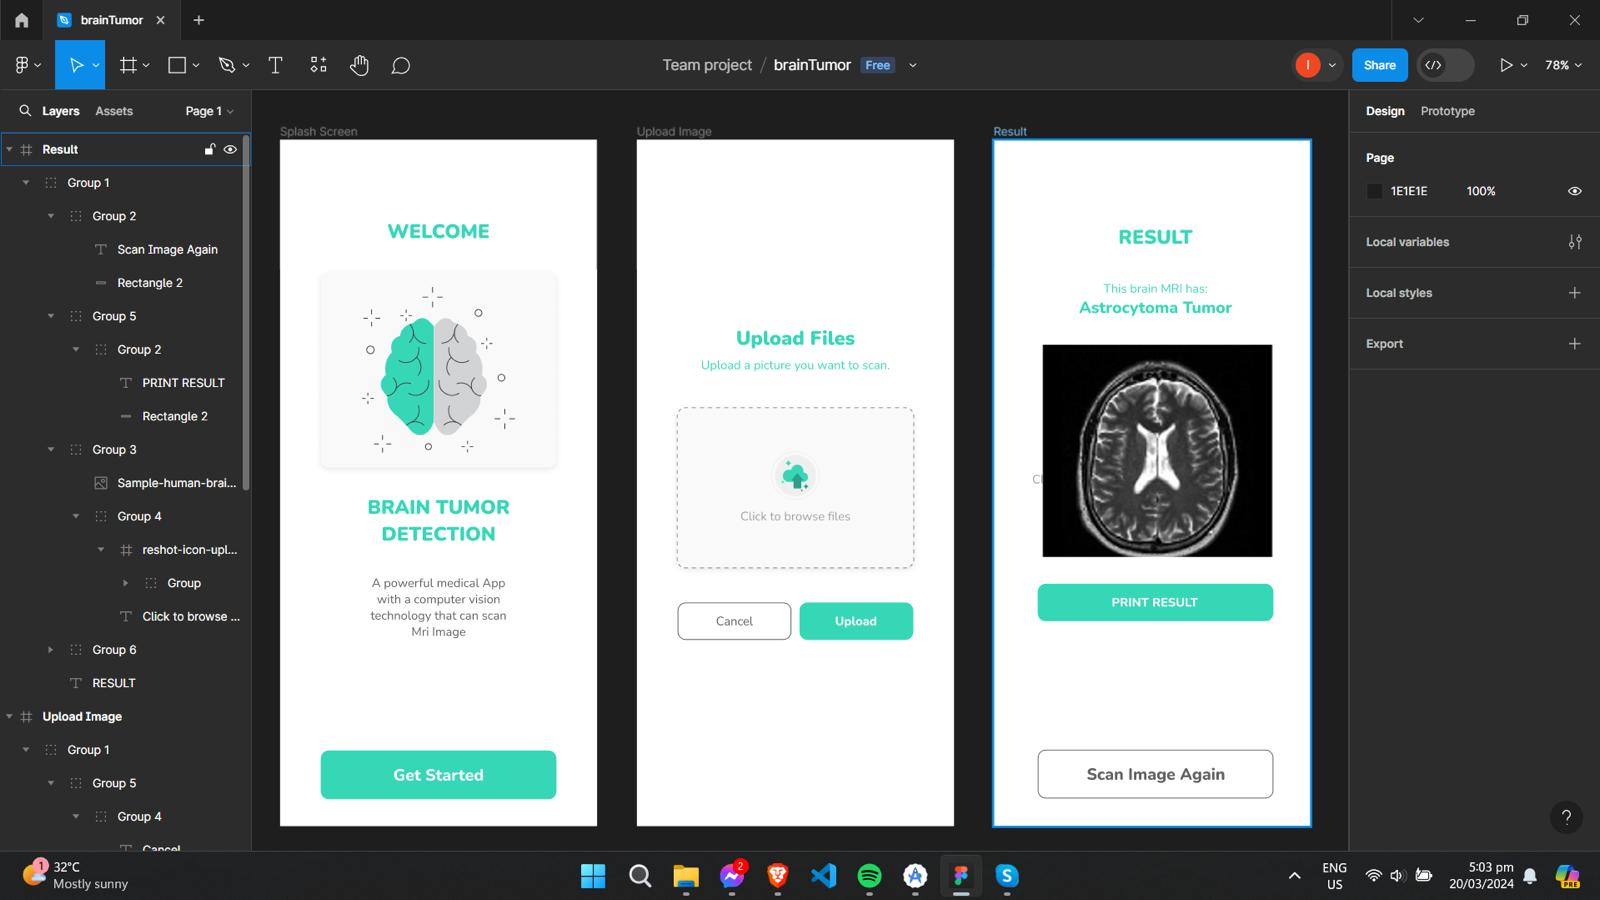 brainTumor
Team project / brainTumor Free
I
Share
78%
Layers Assets Page 1
Result
Group 1
Group 2
Scan Image Again
Rectangle 2
Group 5
Group 2
PRINT RESULT
Rectangle 2
Group 3
Sample-human-brai...
Group 4
reshot-icon-upl...
Group
Click to browse ...
Group 6
RESULT
Upload Image
Group 1
Group 5
Group 4
Cancel
Splash Screen
WELCOME
BRAIN TUMOR
DETECTION
A powerful medical App
with a computer vision
technology that can scan
Mri Image
Get Started
Upload Image
Upload Files
Upload a picture you want to scan.
Click to browse files
Cancel Upload
Result
RESULT
This brain MRI has:
Astrocytoma Tumor
Cl
PRINT RESULT
Scan Image Again
Design Prototype
Page
1E1E1E 100%
Local variables
Local styles
Export
?
1
32°C
Mostly sunny
2
ENG
US
5:03 pm
20/03/2024
PRE